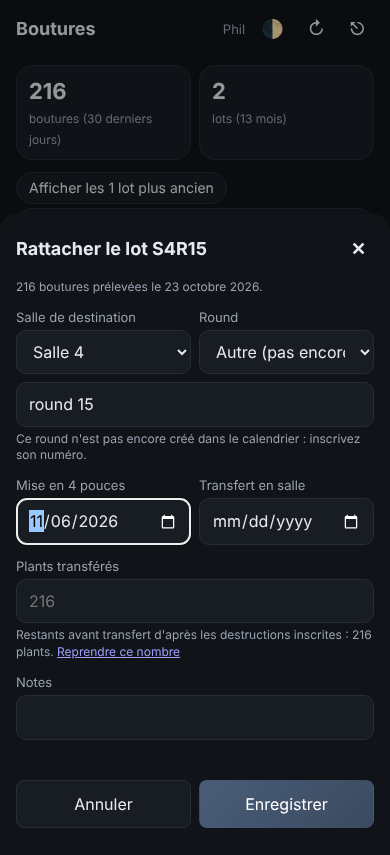 Boutures
Phil
216
boutures (30 derniers
jours)
2
lots (13 mois)
Afficher les 1 lot plus ancien
Rattacher le lot S4R15
216 boutures prélevées le 23 octobre 2026.
Salle de destination
Round
Salle 4
Autre (pas encore
round 15
Ce round n'est pas encore créé dans le calendrier : inscrivez
son numéro.
Mise en 4 pouces
Transfert en salle
11/06/2026
mm/dd/yyyy
Plants transférés
216
Restants avant transfert d'après les destructions inscrites : 216
plants. Reprendre ce nombre
Notes
Annuler
Enregistrer